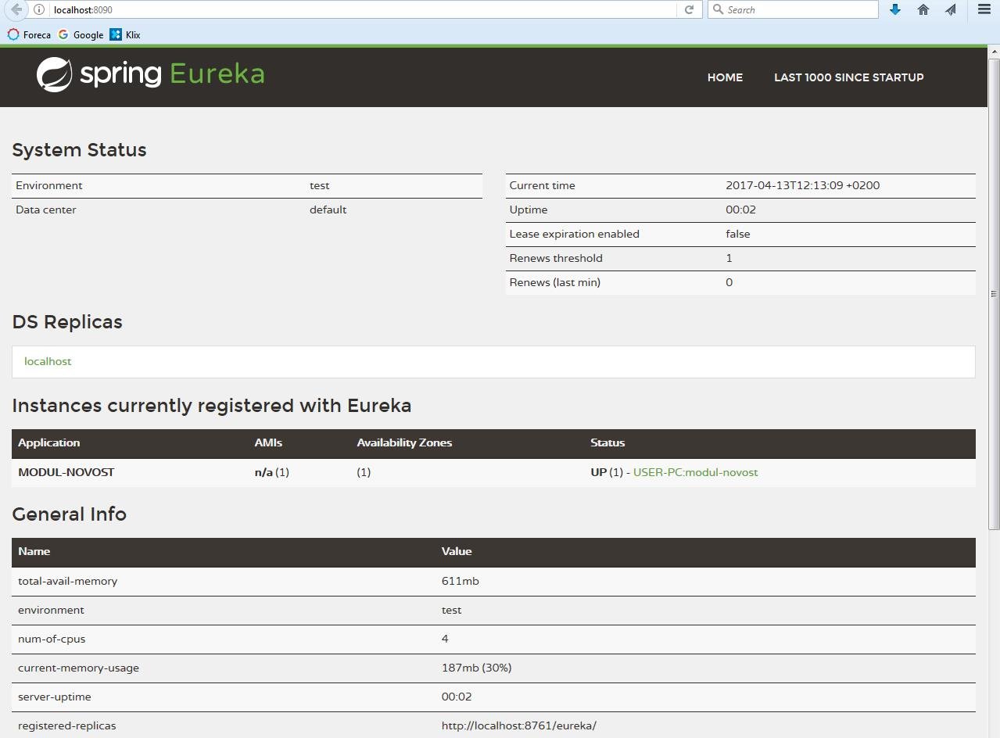 localhost:8090
Search
Foreca Google Klix
spring Eureka
HOME LAST 1000 SINCE STARTUP
System Status
Environment test
Data center default
Current time 2017-04-13T12:13:09 +0200
Uptime 00:02
Lease expiration enabled false
Renews threshold 1
Renews (last min) 0
DS Replicas
localhost
Instances currently registered with Eureka
Application AMIs Availability Zones Status
MODUL-NOVOST n/a (1) (1) UP (1) - USER-PC:modul-novost
General Info
Name Value
total-avail-memory 611mb
environment test
num-of-cpus 4
current-memory-usage 187mb (30%)
server-uptime 00:02
registered-replicas http://localhost:8761/eureka/